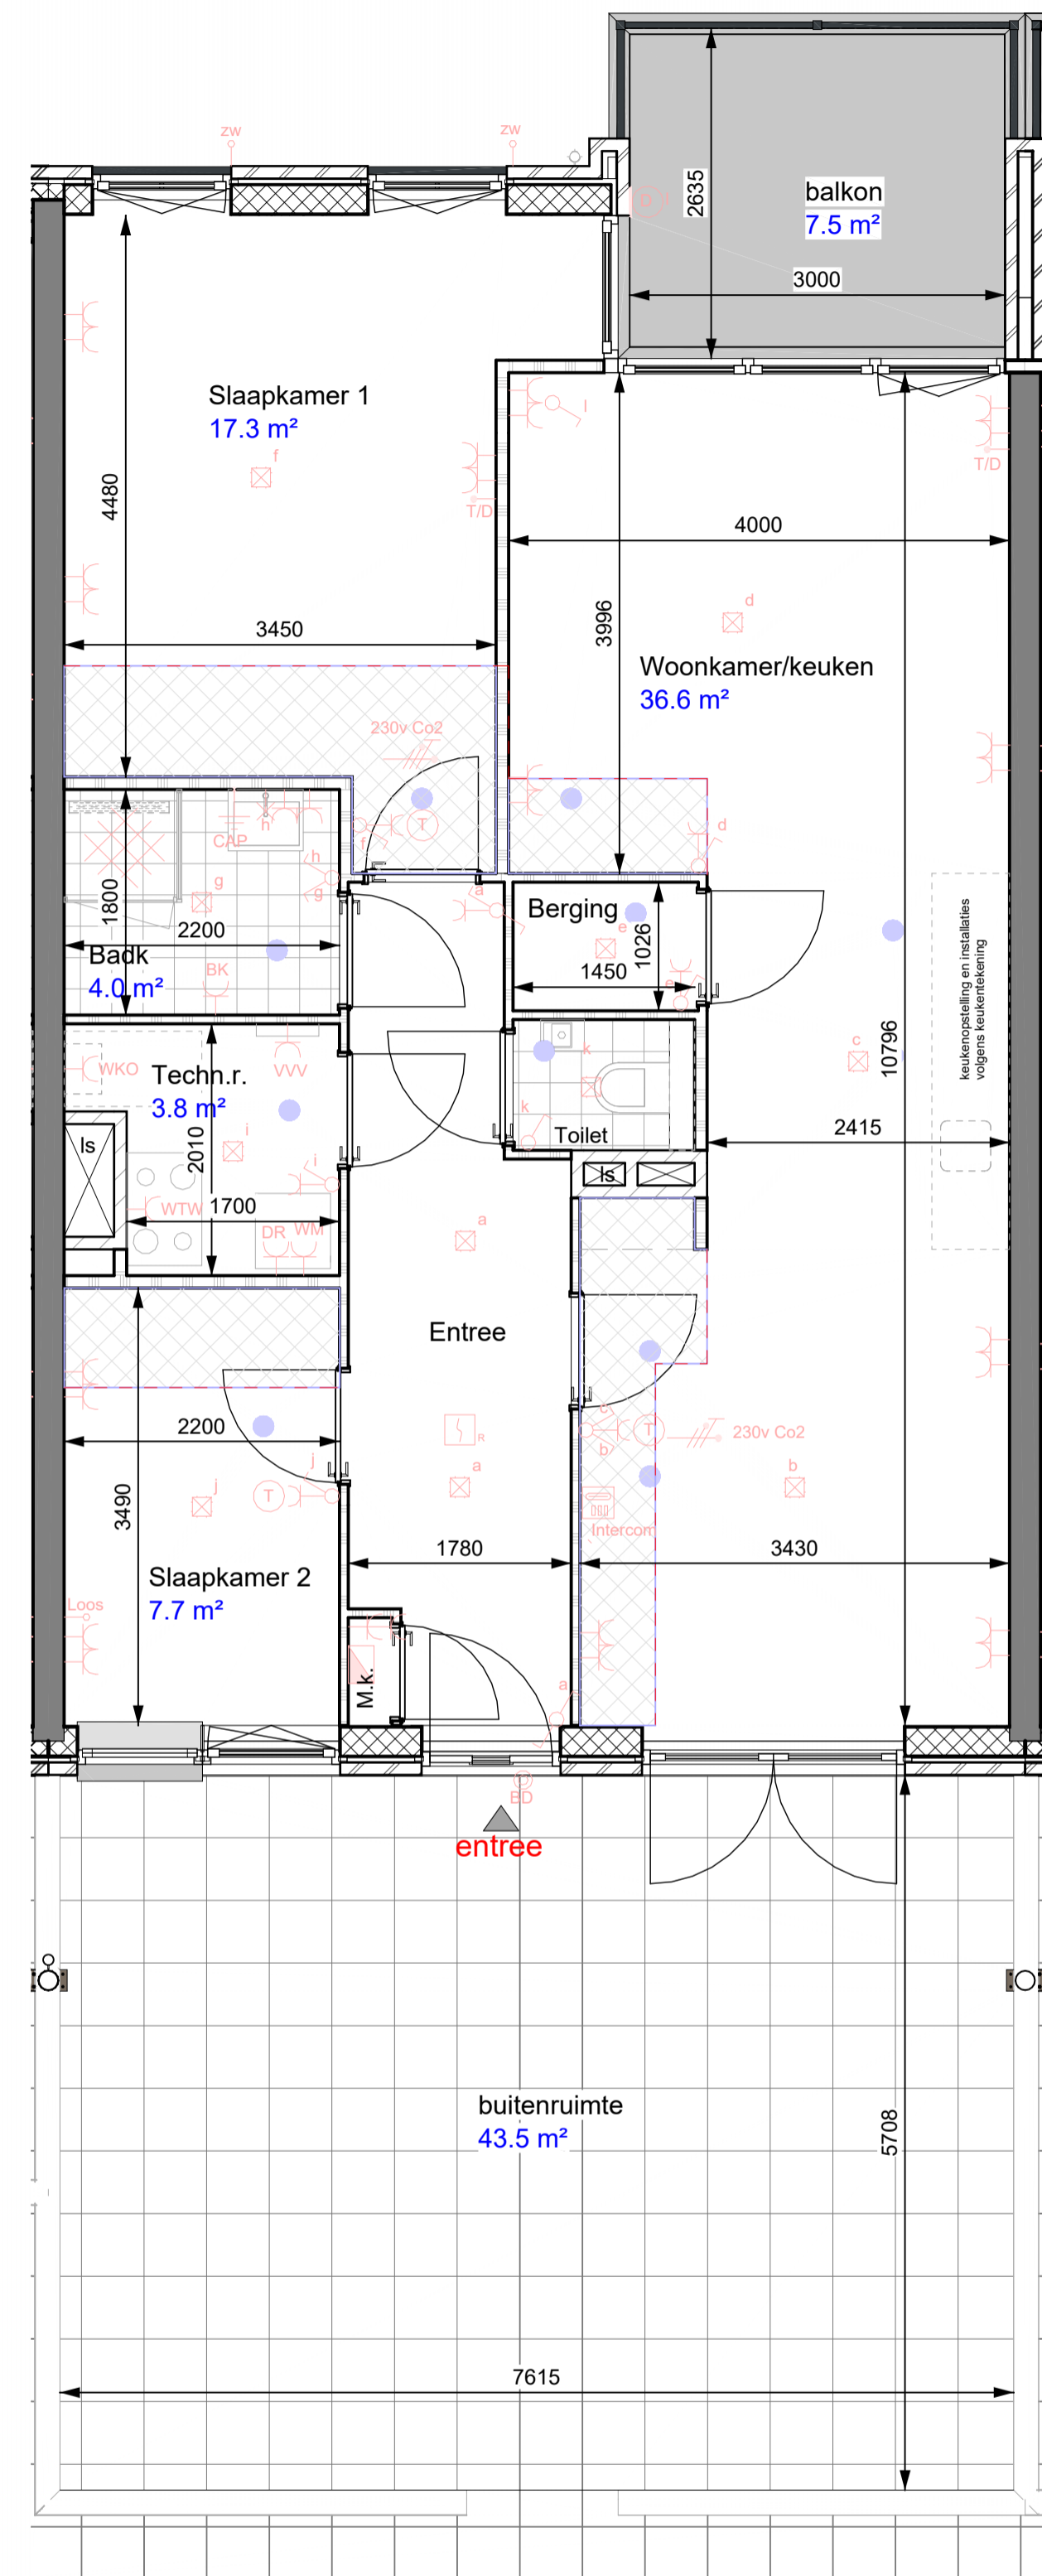 zw
zw
D
balkon
7.5 m²
2635
3000
Slaapkamer 1
17.3 m²
f
T/D
l
T/D
4480
4000
3996
d
3450
Woonkamer/keuken
36.6 m²
230v Co2
T
f
d
h
CAP
h
g
g
a
1800
2200
Badk
4.0 m²
BK
Berging
e
1026
1450
e
keukenopstelling en installaties
volgens keukentekening
WKO
Techn.r.
3.8 m²
VVV
k
c
10796
ls
2010
i
i
k
Toilet
2415
WTW
1700
ls
DR
WM
a
Entree
2200
c
b
T
230v Co2
R
a
b
j
j
T
3490
Intercom
1780
3430
Slaapkamer 2
7.7 m²
Loos
M.k.
a
BD
entree
buitenruimte
43.5 m²
5708
7615